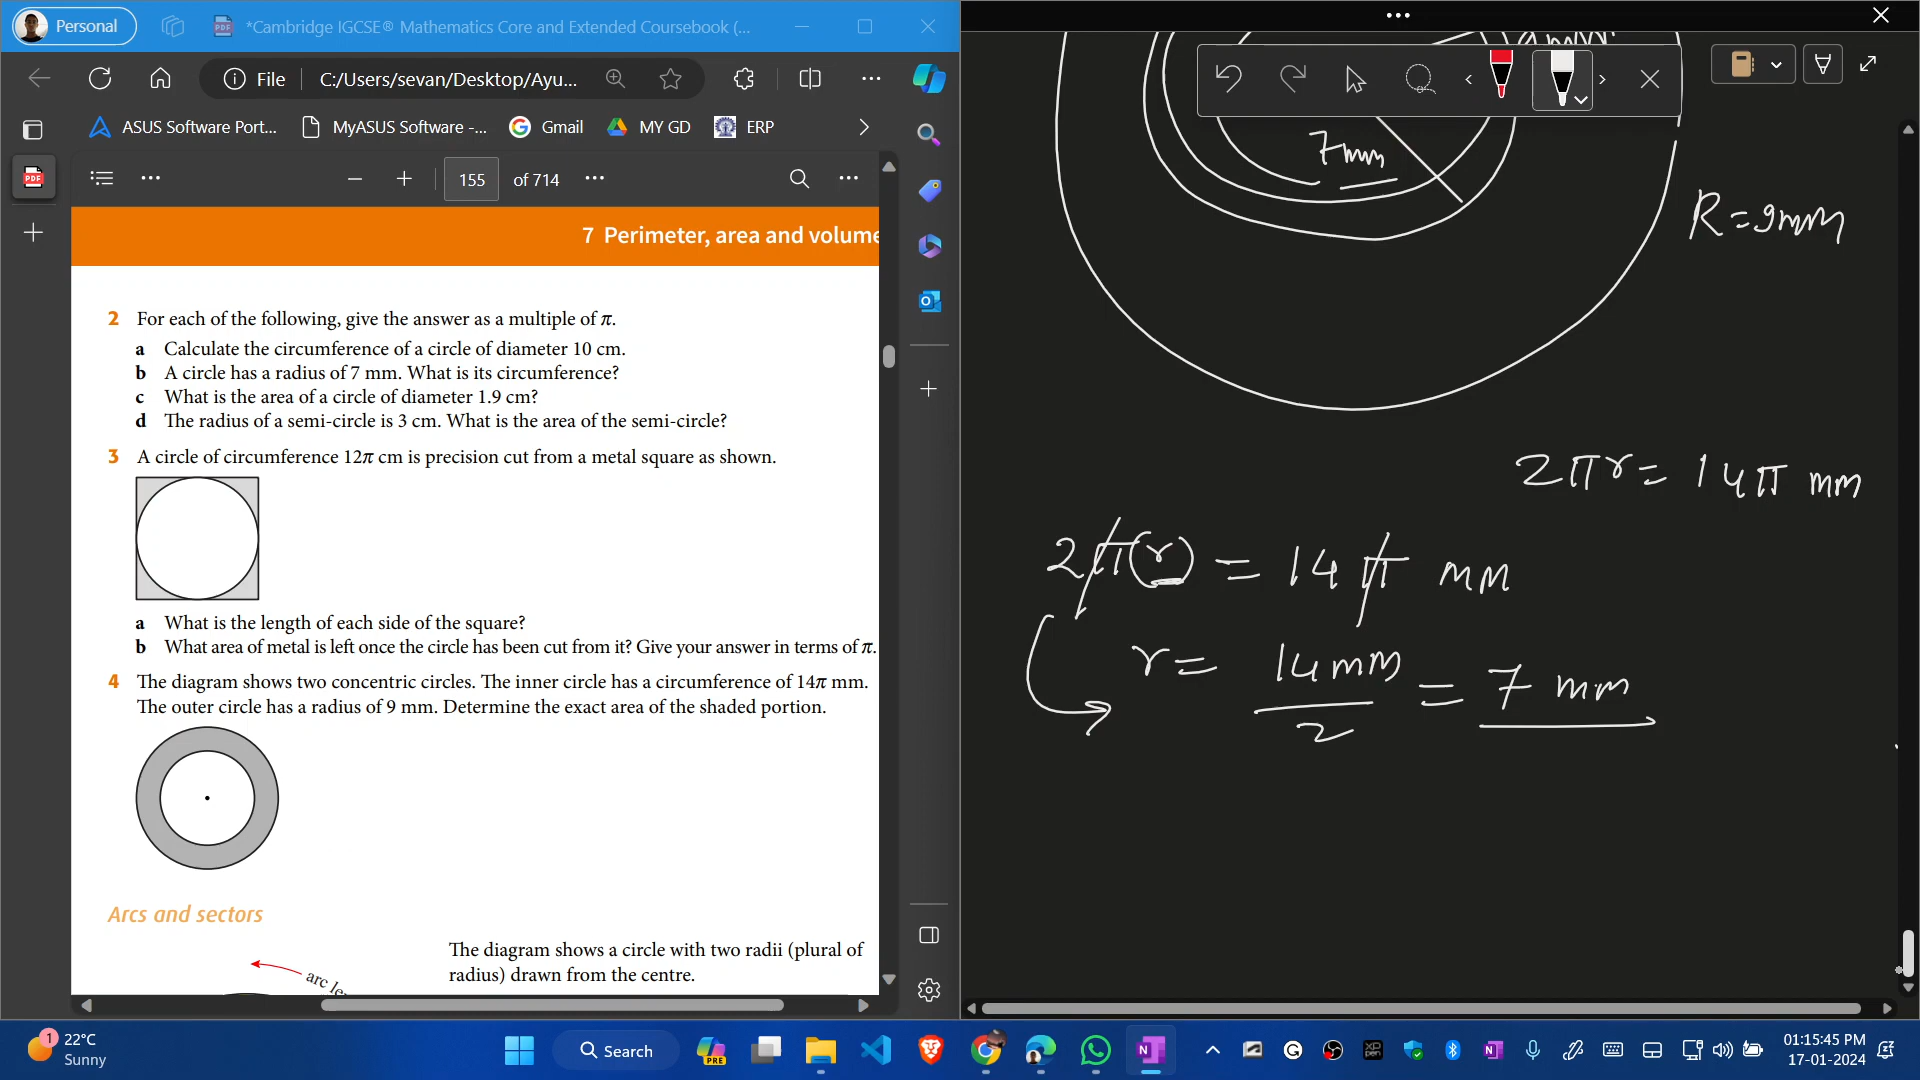 Personal
*Cambridge IGCSE® Mathematics Core and Extended Coursebook (...
File
C:/Users/sevan/Desktop/Ayu...
ASUS Software Port...
MyASUS Software -...
Gmail
MY GD
ERP
155 of 714
7 Perimeter, area and volume
2 For each of the following, give the answer as a multiple of π.
a Calculate the circumference of a circle of diameter 10 cm.
b A circle has a radius of 7 mm. What is its circumference?
c What is the area of a circle of diameter 1.9 cm?
d The radius of a semi-circle is 3 cm. What is the area of the semi-circle?
3 A circle of circumference 12π cm is precision cut from a metal square as shown.
a What is the length of each side of the square?
b What area of metal is left once the circle has been cut from it? Give your answer in terms of π.
4 The diagram shows two concentric circles. The inner circle has a circumference of 14π mm.
The outer circle has a radius of 9 mm. Determine the exact area of the shaded portion.
Arcs and sectors
The diagram shows a circle with two radii (plural of
radius) drawn from the centre.
7mm
R=9mm
2πr= 14π mm
2π(r) = 14π mm
r= 14mm/2 = 7 mm
1
22°C
Sunny
Search
PRE
01:15:45 PM
17-01-2024